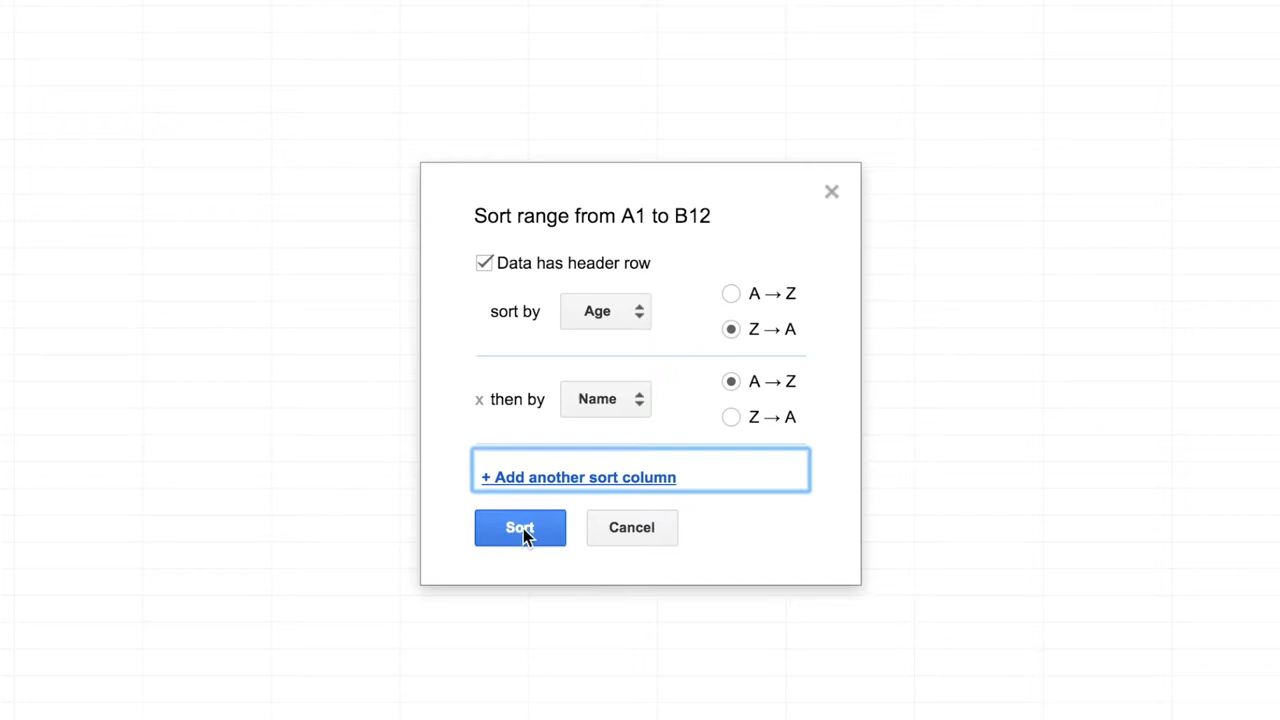 ×
Sort range from A1 to B12
Data has header row
sort by Age
A → Z
Z → A
x then by Name
A → Z
Z → A
+ Add another sort column
Sort Cancel